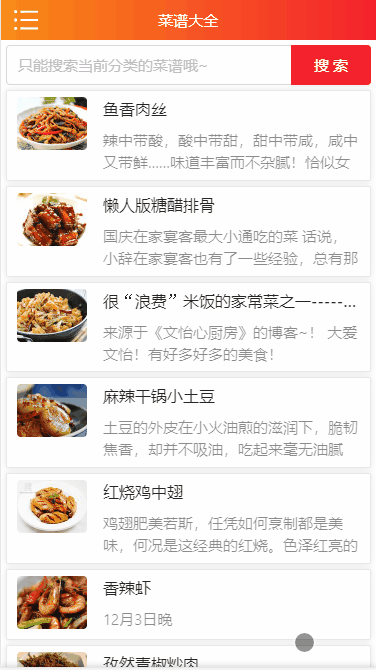 菜谱大全
只能搜索当前分类的菜谱哦~
搜 索
鱼香肉丝
辣中带酸，酸中带甜，甜中带咸，咸中
又带鲜......味道丰富而不杂腻！恰似女
懒人版糖醋排骨
国庆在家宴客最大小通吃的菜 话说，
小辞在家宴客也有了一些经验，总有那
很“浪费”米饭的家常菜之一-----...
来源于《文怡心厨房》的博客~！ 大爱
文怡！有好多好多的美食！
麻辣干锅小土豆
土豆的外皮在小火油煎的滋润下，脆韧
焦香，却并不吸油，吃起来毫无油腻
红烧鸡中翅
鸡翅肥美若斯，任凭如何烹制都是美
味，何况是这经典的红烧。色泽红亮的
香辣虾
12月3日晚
孜然青椒炒肉